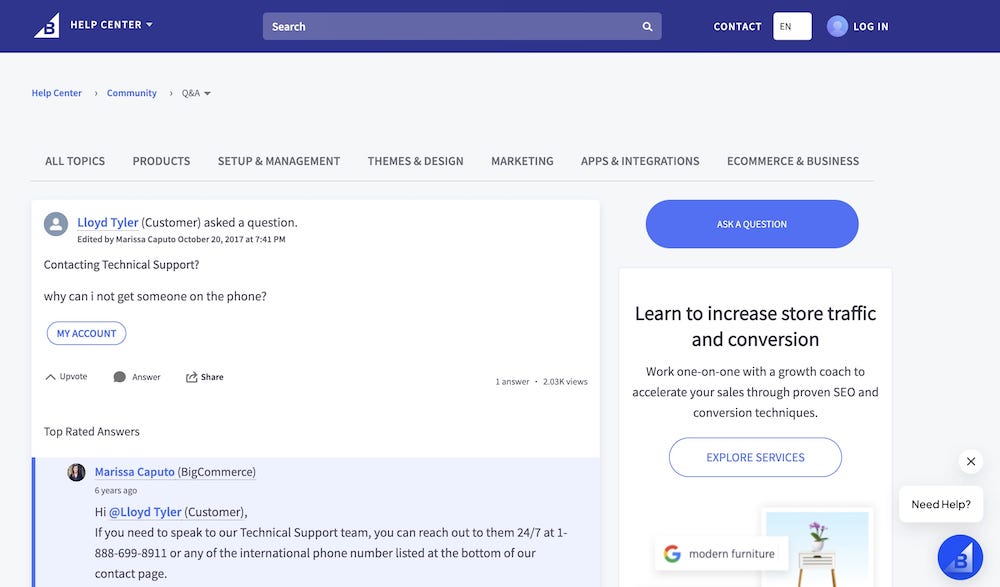 B HELP CENTER
Search
CONTACT
EN
LOG IN
Help Center › Community › Q&A
ALL TOPICS PRODUCTS SETUP & MANAGEMENT THEMES & DESIGN MARKETING APPS & INTEGRATIONS ECOMMERCE & BUSINESS
Lloyd Tyler (Customer) asked a question.
Edited by Marissa Caputo October 20, 2017 at 7:41 PM
Contacting Technical Support?
why can i not get someone on the phone?
MY ACCOUNT
Upvote Answer Share
1 answer · 2.03K views
Top Rated Answers
Marissa Caputo (BigCommerce)
6 years ago
Hi @Lloyd Tyler (Customer),
If you need to speak to our Technical Support team, you can reach out to them 24/7 at 1-
888-699-8911 or any of the international phone number listed at the bottom of our
contact page.
ASK A QUESTION
Learn to increase store traffic
and conversion
Work one-on-one with a growth coach to
accelerate your sales through proven SEO and
conversion techniques.
EXPLORE SERVICES
G modern furniture
Need Help?
B